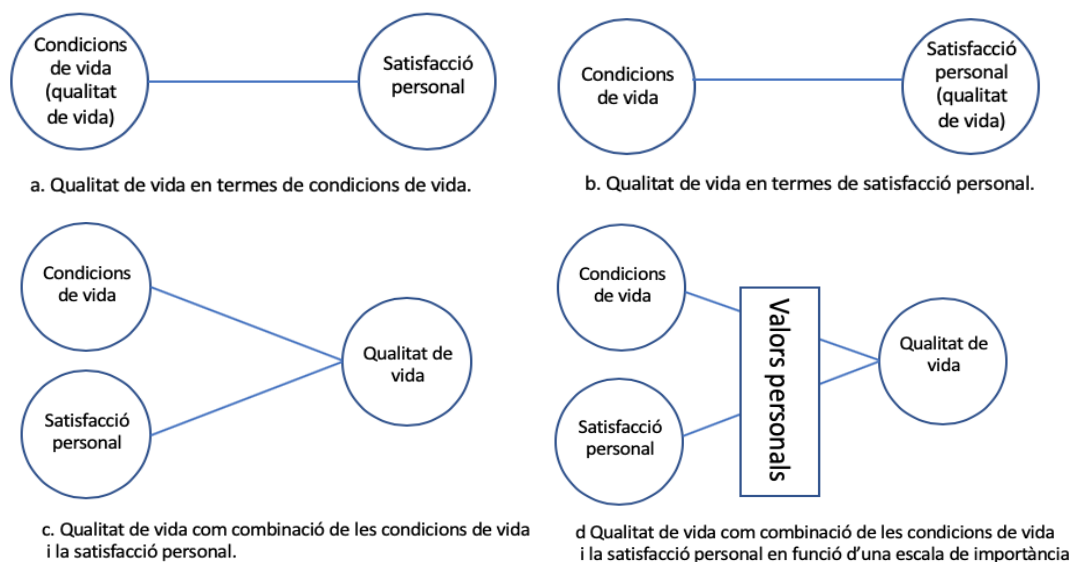 Condicions
de vida
(qualitat
de vida)
Satisfacció
personal
a. Qualitat de vida en termes de condicions de vida.
Condicions
de vida
Satisfacció
personal
(qualitat
de vida)
b. Qualitat de vida en termes de satisfacció personal.
Condicions
de vida
Satisfacció
personal
Qualitat de
vida
c. Qualitat de vida com combinació de les condicions de vida
i la satisfacció personal.
Condicions
de vida
Satisfacció
personal
Valors personals
Qualitat de
vida
d Qualitat de vida com combinació de les condicions de vida
i la satisfacció personal en funció d'una escala de importància